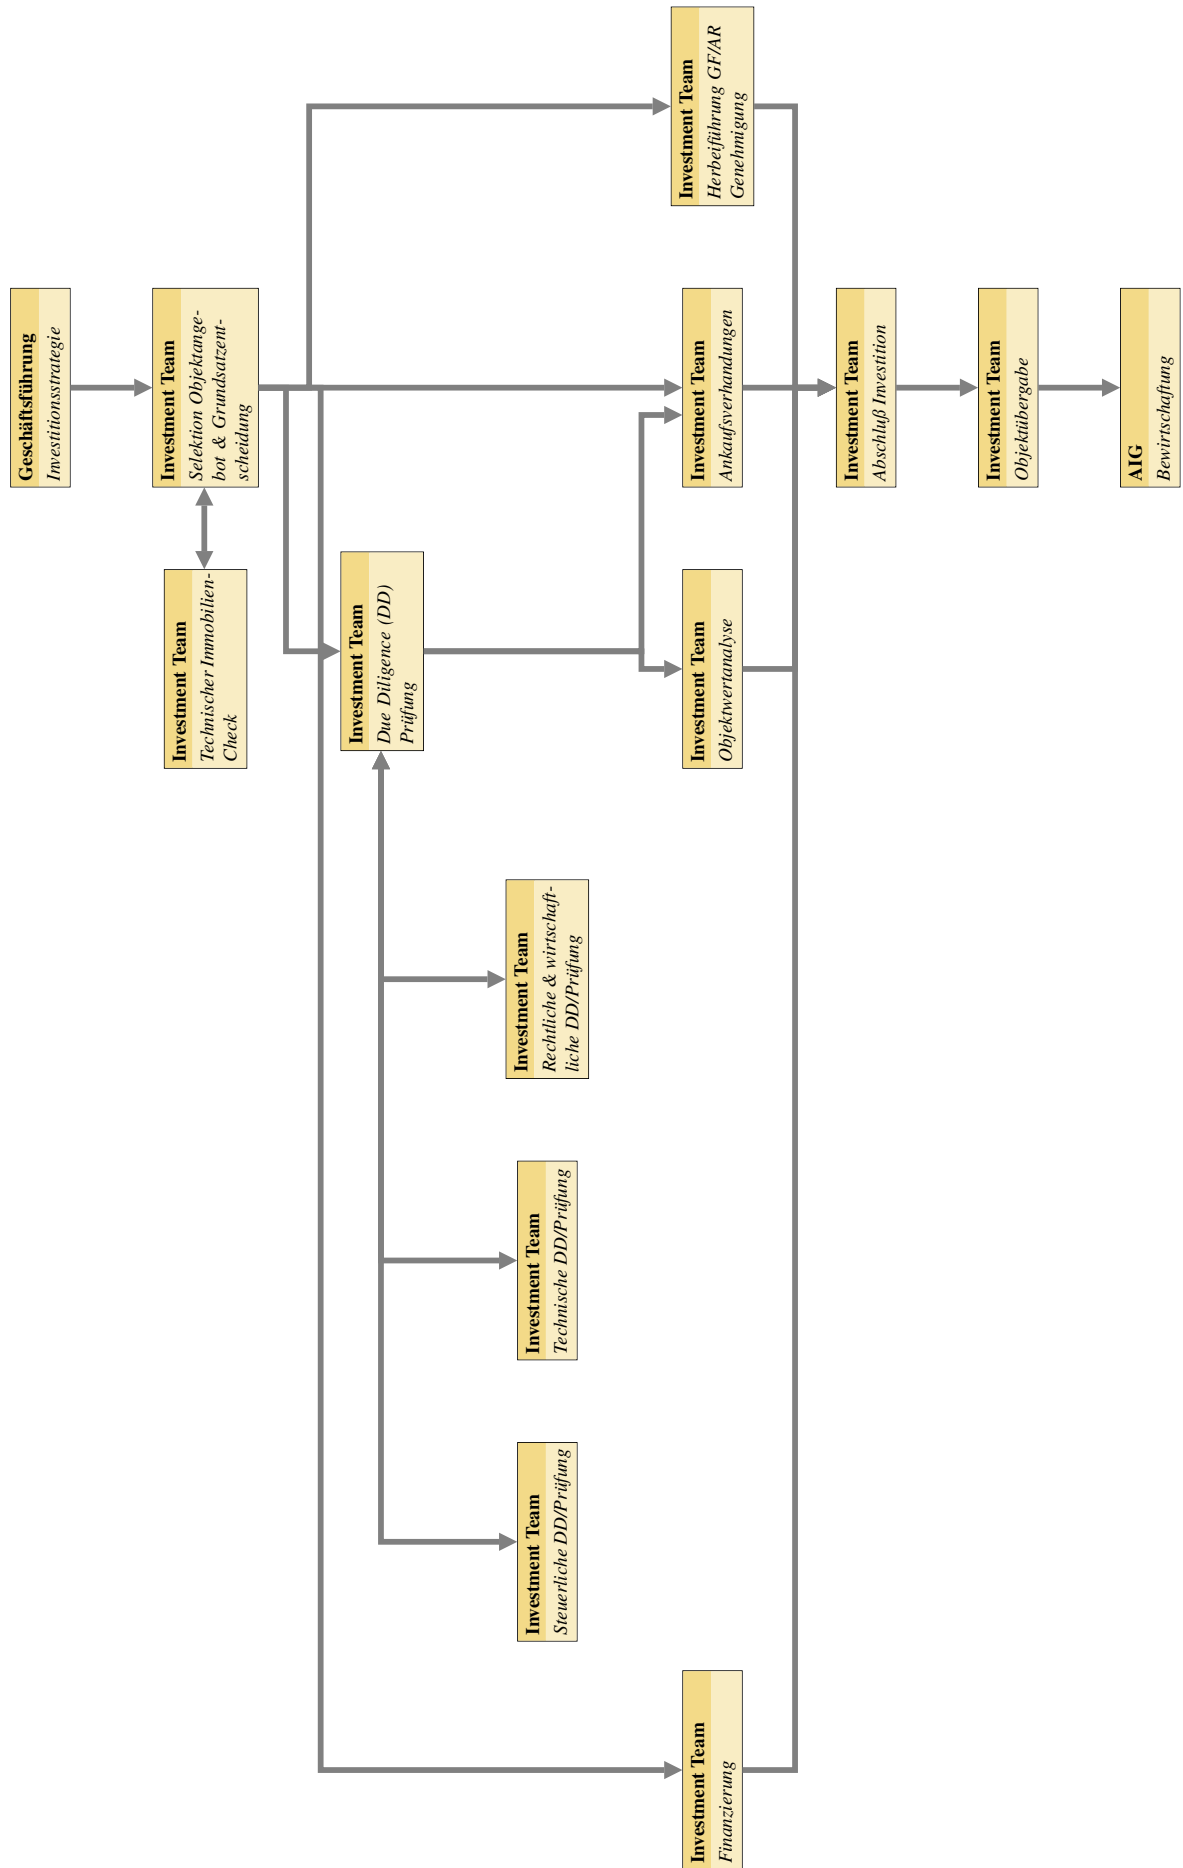 Geschäftsführung
Investitionsstrategie
Investment Team
Selektion Objektange-
bot & Grundsatzent-
scheidung
Investment Team
Technischer Immobilien-
Check
Investment Team
Due Diligence (DD)
Prüfung
Investment Team
Rechtliche & wirtschaft-
liche DD/Prüfung
Investment Team
Technische DD/Prüfung
Investment Team
Steuerliche DD/Prüfung
Investment Team
Finanzierung
Investment Team
Objektwertanalyse
Investment Team
Ankaufsverhandungen
Investment Team
Herbeiführung GF/AR
Genehmigung
Investment Team
Abschluß Investition
Investment Team
Objektübergabe
AIG
Bewirtschaftung